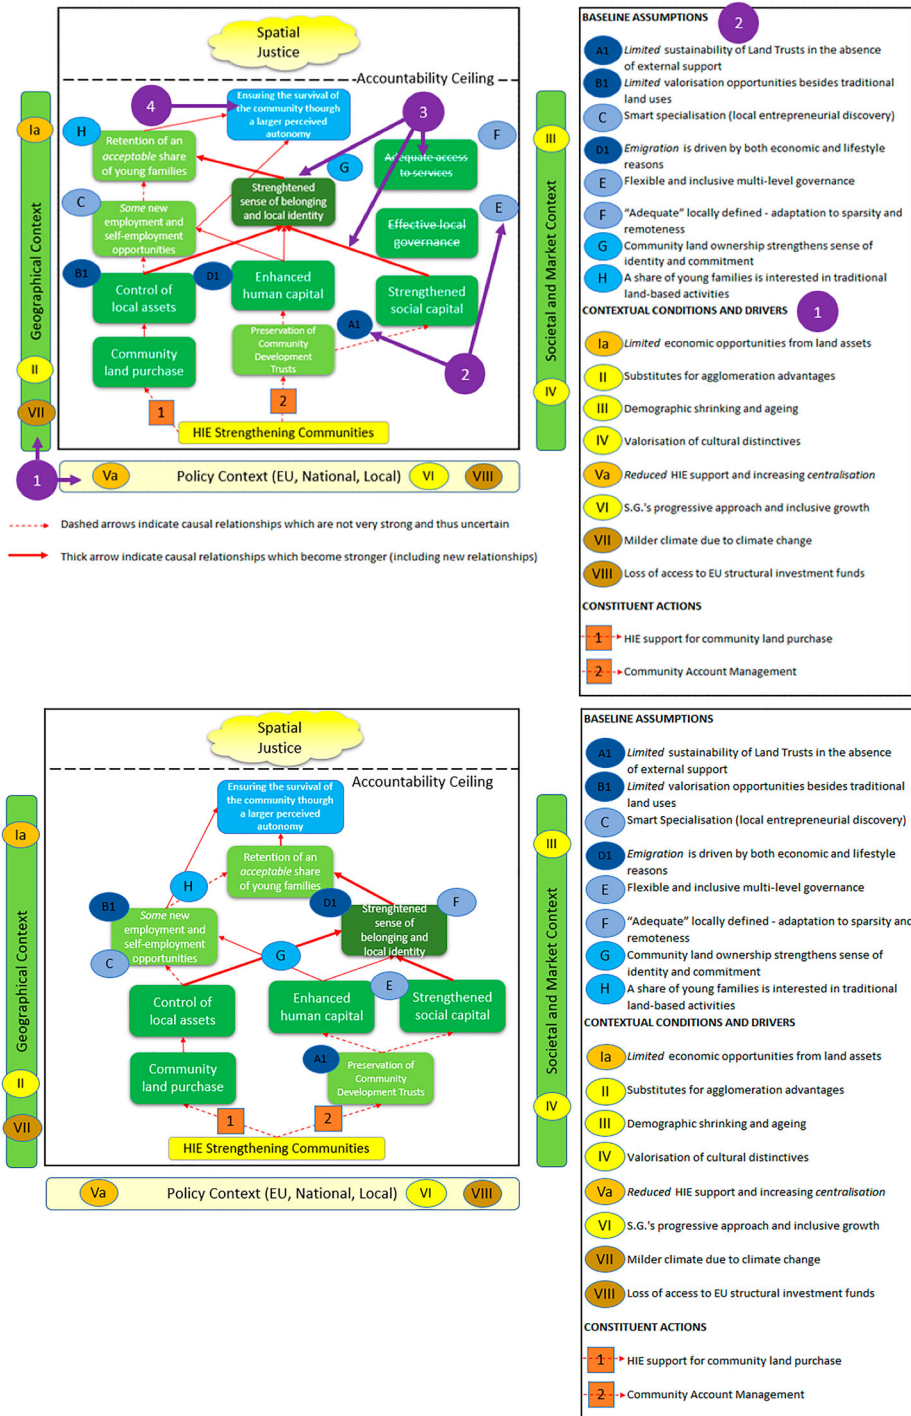 Spatial
Justice
Accountability Ceiling
4
Ensuring the survival of
the community though
a larger perceived
autonomy
3
H
Retention of an
acceptable share
of young families
G
Adequate access
to services
F
Strenghtened
sense of belonging
and local identity
C
Some new
employment and
self-employment
opportunities
Effective local
governance
E
B1
Control of
local assets
D1
Enhanced
human capital
Strengthened
social capital
A1
Community
land purchase
Preservation of
Community
Development
Trusts
2
1
2
HIE Strengthening Communities
Ia
Geographical Context
II
VII
III
Societal and Market Context
IV
1
Va
Policy Context (EU, National, Local)
VI
VIII
Dashed arrows indicate causal relationships which are not very strong and thus uncertain
Thick arrow indicate causal relationships which become stronger (including new relationships)
BASELINE ASSUMPTIONS
2
A1 Limited sustainability of Land Trusts in the absence
of external support
B1 Limited valorisation opportunities besides traditional
land uses
C Smart specialisation (local entrepreneurial discovery)
D1 Emigration is driven by both economic and lifestyle
reasons
E Flexible and inclusive multi-level governance
F "Adequate" locally defined - adaptation to sparsity and
remoteness
G Community land ownership strengthens sense of
identity and commitment
H A share of young families is interested in traditional
land-based activities
CONTEXTUAL CONDITIONS AND DRIVERS
1
Ia Limited economic opportunities from land assets
II Substitutes for agglomeration advantages
III Demographic shrinking and ageing
IV Valorisation of cultural distinctives
Va Reduced HIE support and increasing centralisation
VI S.G.'s progressive approach and inclusive growth
VII Milder climate due to climate change
VIII Loss of access to EU structural investment funds
CONSTITUENT ACTIONS
1 HIE support for community land purchase
2 Community Account Management
Spatial
Justice
Accountability Ceiling
Ensuring the survival of
the community though
a larger perceived
autonomy
Retention of an
acceptable share
of young families
H
B1
Some new
employment and
self-employment
opportunities
C
D1
F
Strenghtened
sense of
belonging and
local identity
G
E
Control of
local assets
Enhanced
human capital
Strengthened
social capital
Community
land purchase
A1
Preservation of
Community
Development Trusts
1
2
HIE Strengthening Communities
Ia
Geographical Context
II
VII
III
Societal and Market Context
IV
Va
Policy Context (EU, National, Local)
VI
VIII
BASELINE ASSUMPTIONS
A1 Limited sustainability of Land Trusts in the absence
of external support
B1 Limited valorisation opportunities besides traditional
land uses
C Smart Specialisation (local entrepreneurial discovery)
D1 Emigration is driven by both economic and lifestyle
reasons
E Flexible and inclusive multi-level governance
F "Adequate" locally defined - adaptation to sparsity and
remoteness
G Community land ownership strengthens sense of
identity and commitment
H A share of young families is interested in traditional
land-based activities
CONTEXTUAL CONDITIONS AND DRIVERS
Ia Limited economic opportunities from land assets
II Substitutes for agglomeration advantages
III Demographic shrinking and ageing
IV Valorisation of cultural distinctives
Va Reduced HIE support and increasing centralisation
VI S.G.'s progressive approach and inclusive growth
VII Milder climate due to climate change
VIII Loss of access to EU structural investment funds
CONSTITUENT ACTIONS
1 HIE support for community land purchase
2 Community Account Management